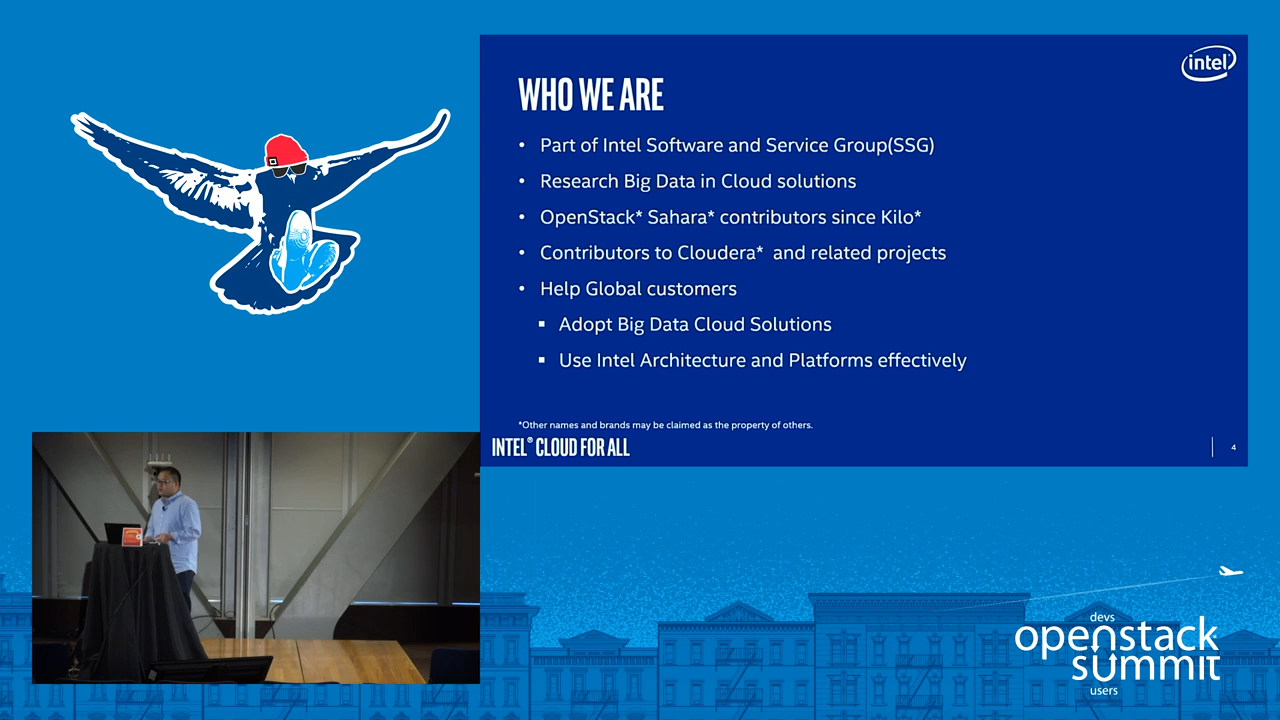 intel
WHO WE ARE
• Part of Intel Software and Service Group(SSG)
• Research Big Data in Cloud solutions
• OpenStack* Sahara* contributors since Kilo*
• Contributors to Cloudera* and related projects
• Help Global customers
▪ Adopt Big Data Cloud Solutions
▪ Use Intel Architecture and Platforms effectively
*Other names and brands may be claimed as the property of others.
INTEL® CLOUD FOR ALL
4
devs
openstack
summit
users